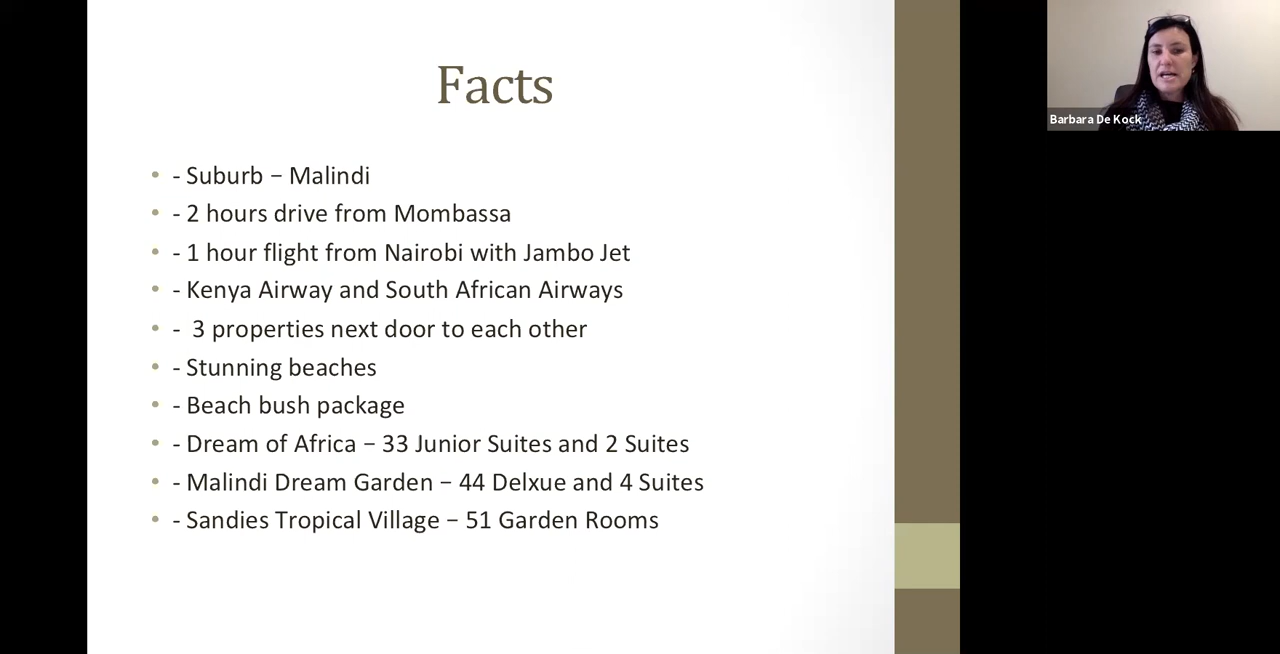 Facts
- Suburb – Malindi
- 2 hours drive from Mombassa
- 1 hour flight from Nairobi with Jambo Jet
- Kenya Airway and South African Airways
- 3 properties next door to each other
- Stunning beaches
- Beach bush package
- Dream of Africa – 33 Junior Suites and 2 Suites
- Malindi Dream Garden – 44 Delxue and 4 Suites
- Sandies Tropical Village – 51 Garden Rooms
Barbara De Kock